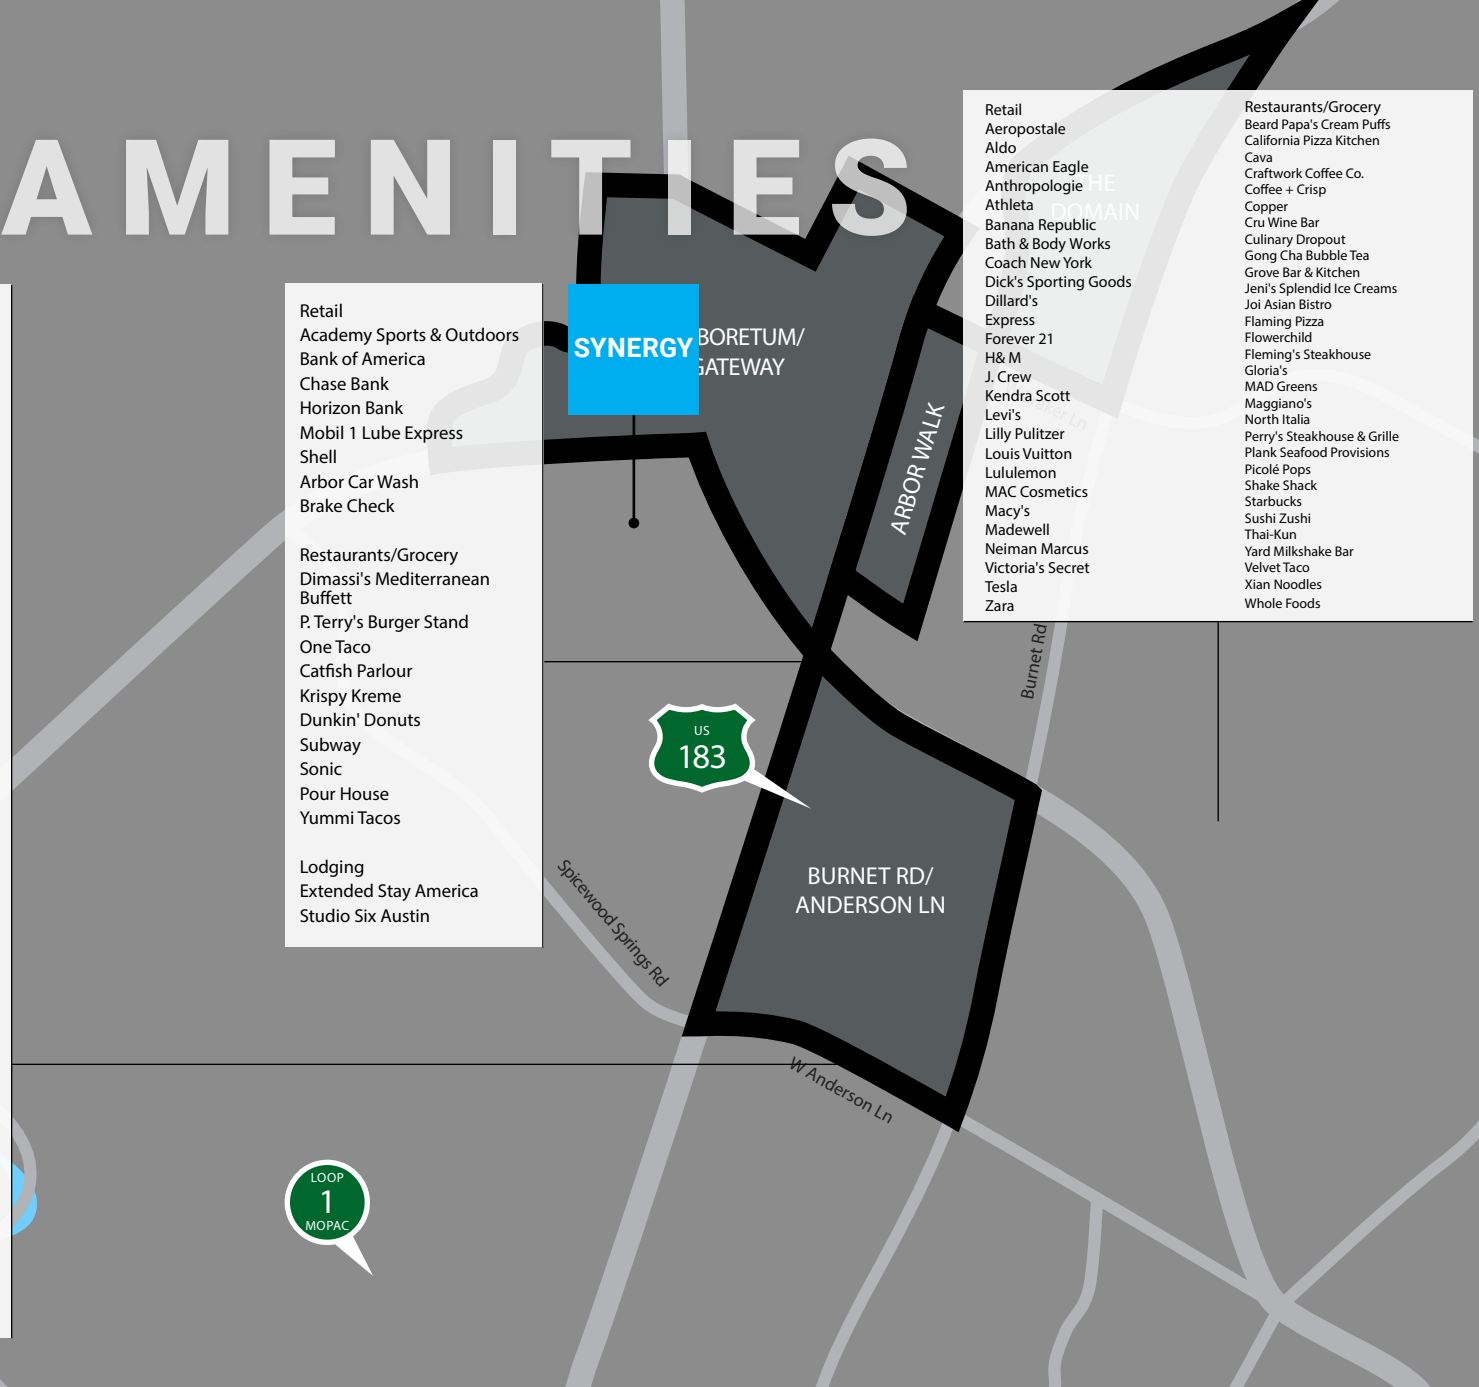 AMENITIES
Retail
Academy Sports & Outdoors
Bank of America
Chase Bank
Horizon Bank
Mobil 1 Lube Express
Shell
Arbor Car Wash
Brake Check
Restaurants/Grocery
Dimassi's Mediterranean
Buffett
P. Terry's Burger Stand
One Taco
Catfish Parlour
Krispy Kreme
Dunkin' Donuts
Subway
Sonic
Pour House
Yummi Tacos
Lodging
Extended Stay America
Studio Six Austin
SYNERGY
BORETUM/
GATEWAY
ARBOR WALK
THE
DOMAIN
Retail
Aeropostale
Aldo
American Eagle
Anthropologie
Athleta
Banana Republic
Bath & Body Works
Coach New York
Dick's Sporting Goods
Dillard's
Express
Forever 21
H& M
J. Crew
Kendra Scott
Levi's
Lilly Pulitzer
Louis Vuitton
Lululemon
MAC Cosmetics
Macy's
Madewell
Neiman Marcus
Victoria's Secret
Tesla
Zara
Restaurants/Grocery
Beard Papa's Cream Puffs
California Pizza Kitchen
Cava
Craftwork Coffee Co.
Coffee + Crisp
Copper
Cru Wine Bar
Culinary Dropout
Gong Cha Bubble Tea
Grove Bar & Kitchen
Jeni's Splendid Ice Creams
Joi Asian Bistro
Flaming Pizza
Flowerchild
Fleming's Steakhouse
Gloria's
MAD Greens
Maggiano's
North Italia
Perry's Steakhouse & Grille
Plank Seafood Provisions
Picolé Pops
Shake Shack
Starbucks
Sushi Zushi
Thai-Kun
Yard Milkshake Bar
Velvet Taco
Xian Noodles
Whole Foods
Burnet Rd
US
183
BURNET RD/
ANDERSON LN
Spicewood Springs Rd
W Anderson Ln
LOOP
1
MOPAC